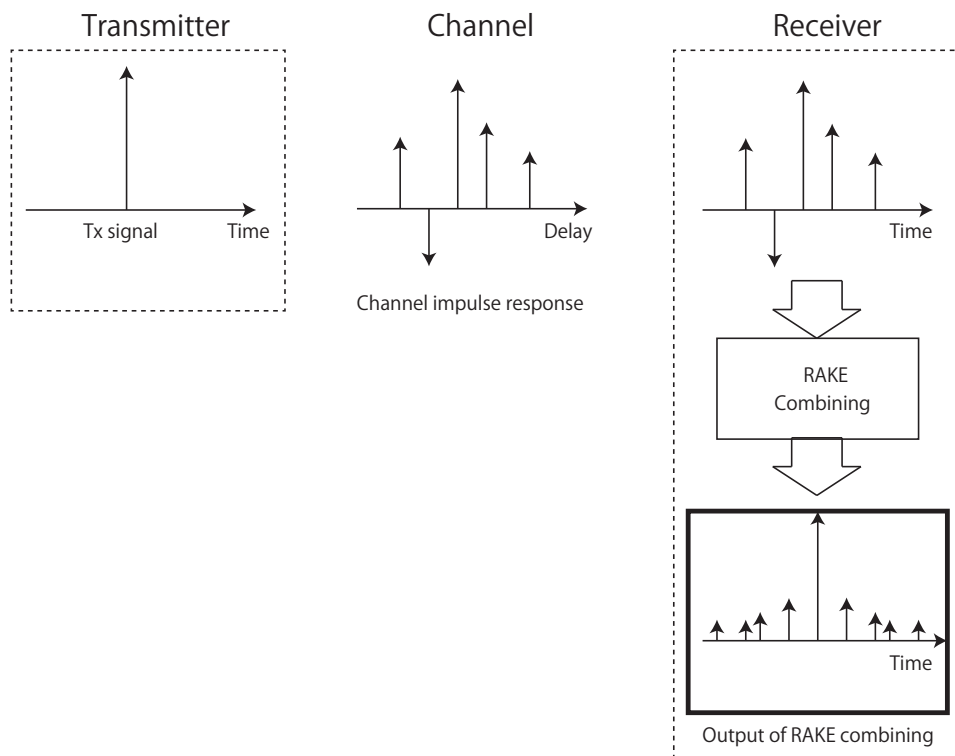 Transmitter
Channel
Receiver
Tx signal
Time
Delay
Time
Channel impulse response
RAKE
Combining
Time
Output of RAKE combining